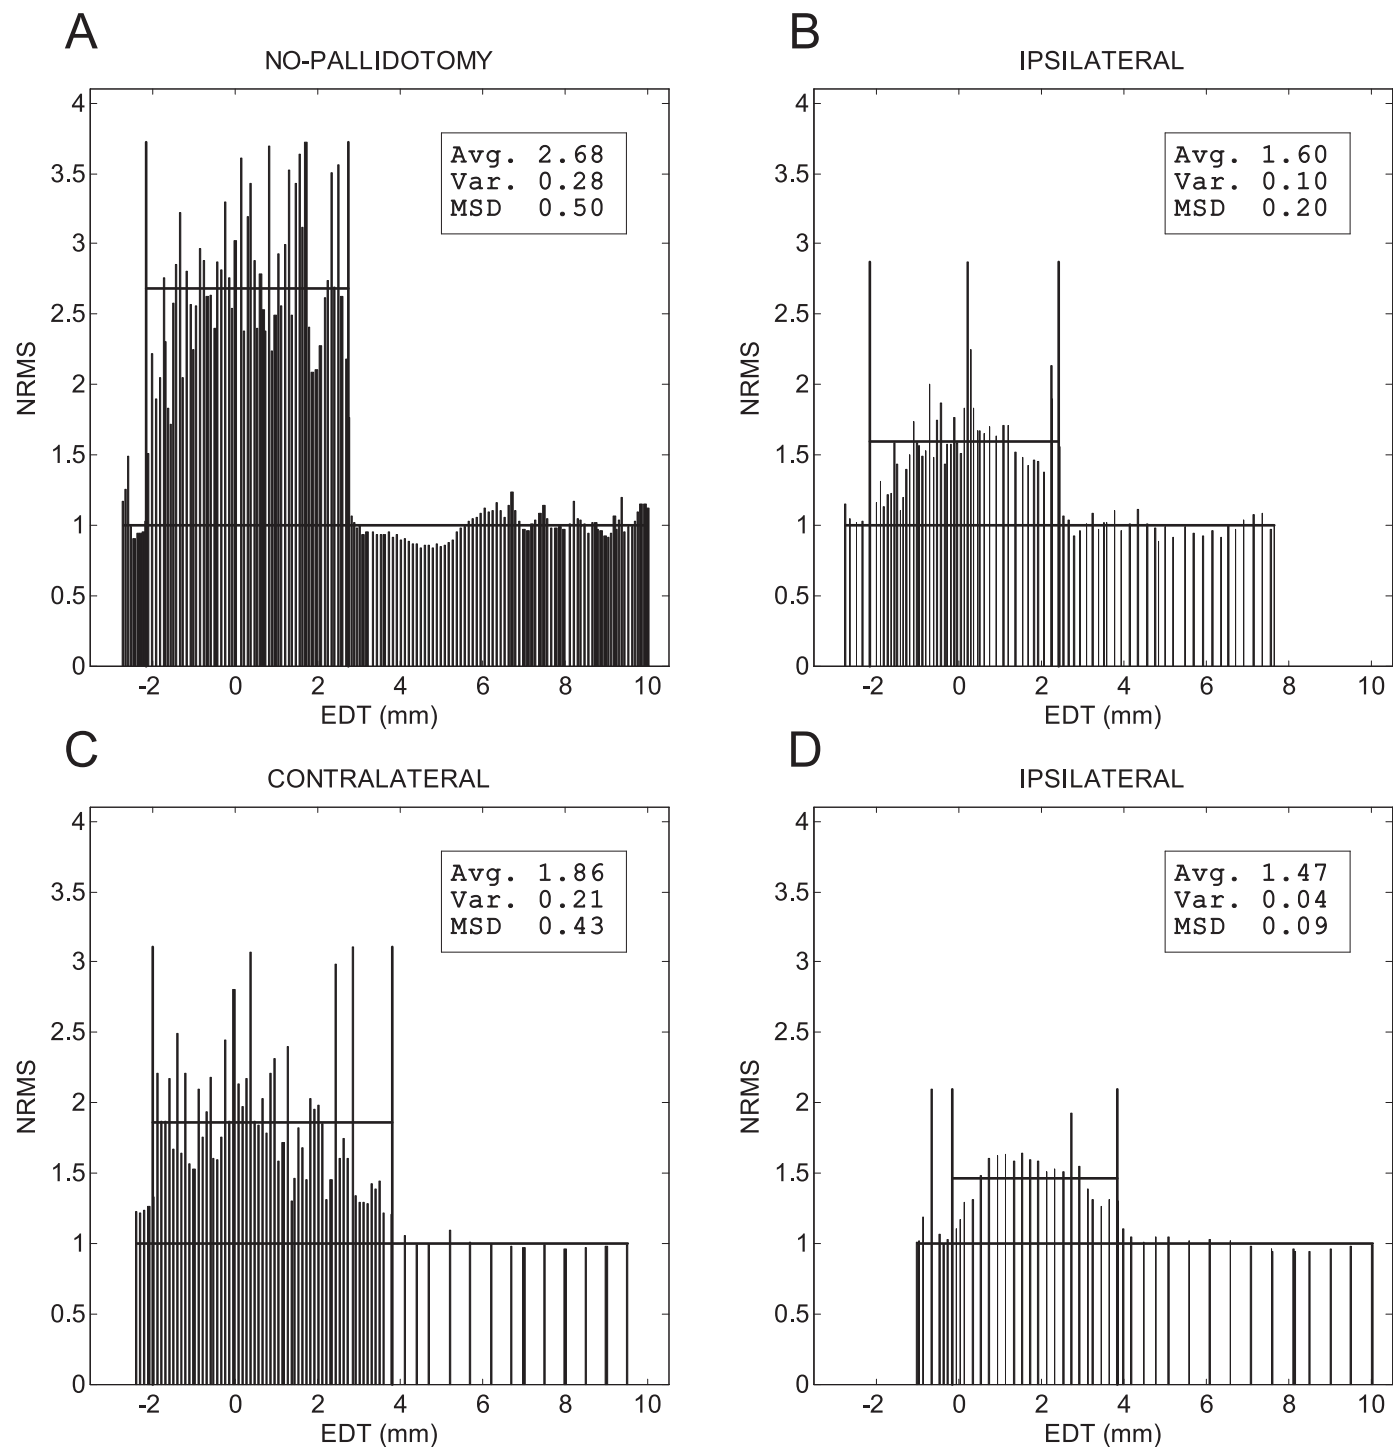 A
NO-PALLIDOTOMY
4
3.5
3
2.5
2
1.5
1
0.5
0
NRMS
Avg. 2.68
Var. 0.28
MSD 0.50
-2 0 2 4 6 8 10
EDT (mm)
B
IPSILATERAL
4
3.5
3
2.5
2
1.5
1
0.5
0
NRMS
Avg. 1.60
Var. 0.10
MSD 0.20
-2 0 2 4 6 8 10
EDT (mm)
C
CONTRALATERAL
4
3.5
3
2.5
2
1.5
1
0.5
0
NRMS
Avg. 1.86
Var. 0.21
MSD 0.43
-2 0 2 4 6 8 10
EDT (mm)
D
IPSILATERAL
4
3.5
3
2.5
2
1.5
1
0.5
0
NRMS
Avg. 1.47
Var. 0.04
MSD 0.09
-2 0 2 4 6 8 10
EDT (mm)